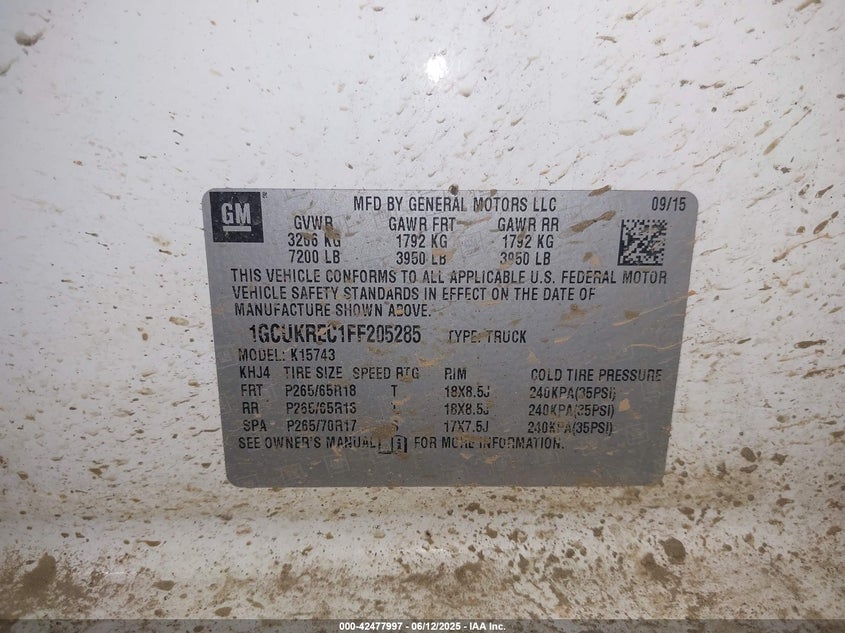 GM
MFD BY GENERAL MOTORS LLC 09/15
GVWR GAWR FRT GAWR RR
3266 KG 1792 KG 1792 KG
7200 LB 3950 LB 3950 LB
THIS VEHICLE CONFORMS TO ALL APPLICABLE U.S. FEDERAL MOTOR
VEHICLE SAFETY STANDARDS IN EFFECT ON THE DATE OF
MANUFACTURE SHOWN ABOVE.
1GCUKREC1FF205285 TYPE: TRUCK
MODEL: K15743
KHJ4 TIRE SIZE SPEED RTG RIM COLD TIRE PRESSURE
FRT P265/65R18 T 18X8.5J 240KPA(35PSI)
RR P265/65R18 T 18X8.5J 240KPA(35PSI)
SPA P265/70R17 S 17X7.5J 240KPA(35PSI)
SEE OWNER'S MANUAL FOR MORE INFORMATION.
000-42477997 - 06/12/2025 - IAA Inc.